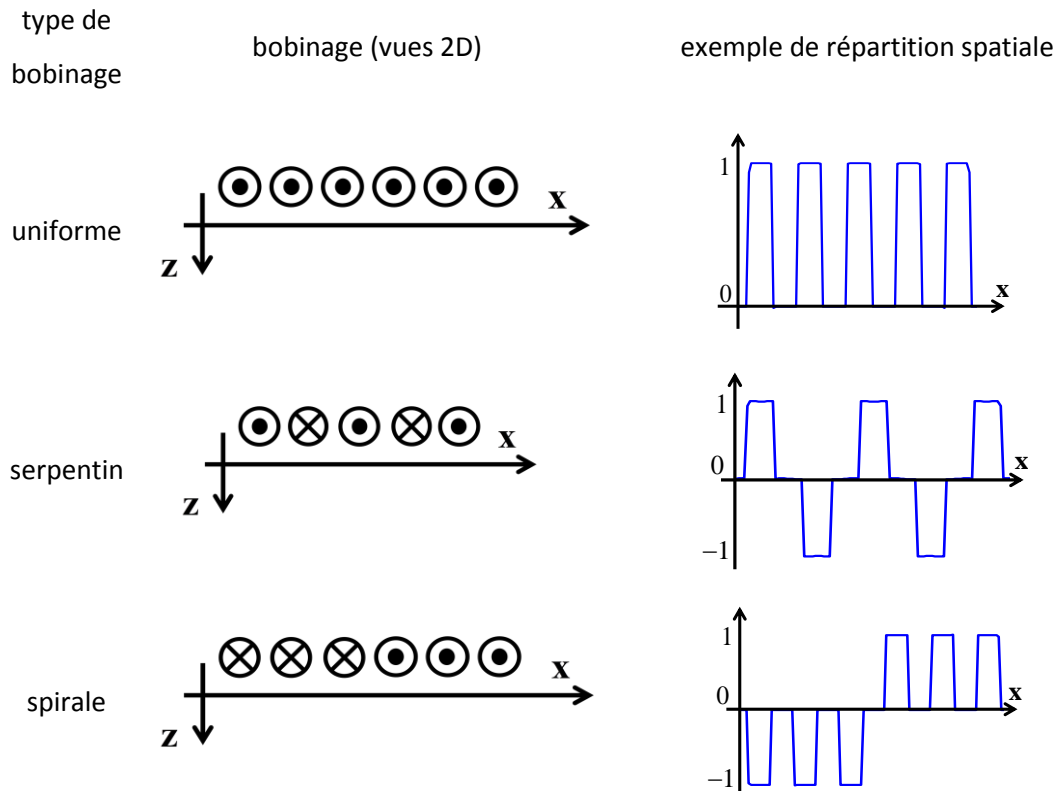 type de
bobinage
bobinage (vues 2D)
exemple de répartition spatiale
uniforme
x
z
1
0
x
serpentin
x
z
1
0
x
−1
spirale
x
z
1
0
x
−1